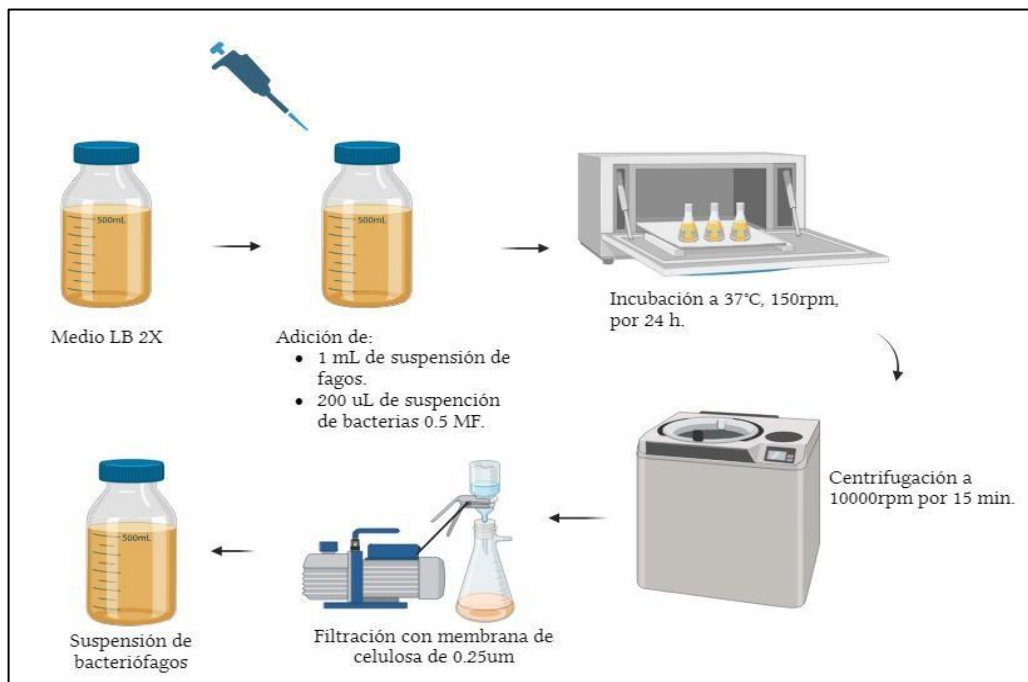 500mL
Medio LB 2X
500mL
Adición de:
• 1 mL de suspensión de
fagos.
• 200 uL de suspención
de bacterias 0.5 MF.
Incubación a 37°C, 150rpm,
por 24 h.
Centrifugación a
10000rpm por 15 min.
Filtración con membrana de
celulosa de 0.25um
500mL
Suspensión de
bacteriófagos